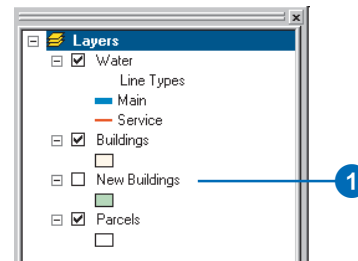 Layers
Water
Line Types
Main
Service
Buildings
New Buildings
1
Parcels